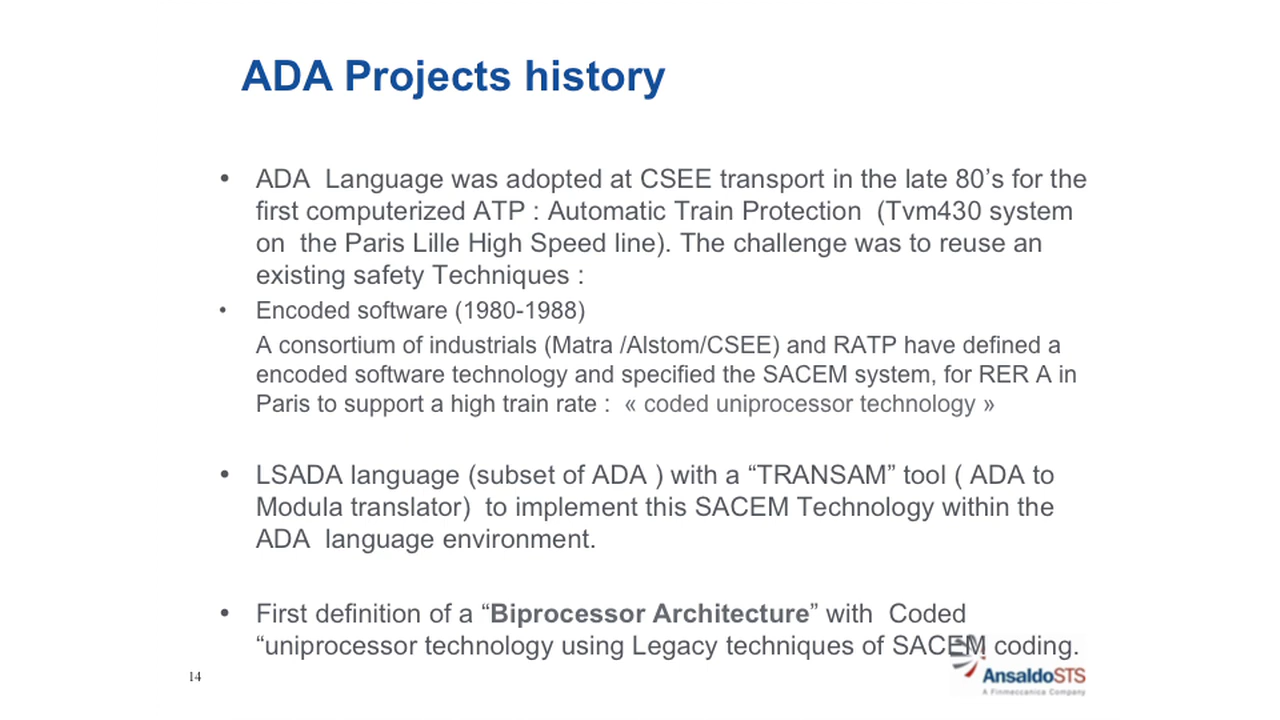 ADA Projects history
• ADA Language was adopted at CSEE transport in the late 80’s for the
first computerized ATP : Automatic Train Protection (Tvm430 system
on the Paris Lille High Speed line). The challenge was to reuse an
existing safety Techniques :
• Encoded software (1980-1988)
A consortium of industrials (Matra /Alstom/CSEE) and RATP have defined a
encoded software technology and specified the SACEM system, for RER A in
Paris to support a high train rate : « coded uniprocessor technology »
• LSADA language (subset of ADA ) with a “TRANSAM” tool ( ADA to
Modula translator) to implement this SACEM Technology within the
ADA language environment.
• First definition of a “Biprocessor Architecture” with Coded
“uniprocessor technology using Legacy techniques of SACEM coding.
14
AnsaldoSTS
A Finmeccanica Company